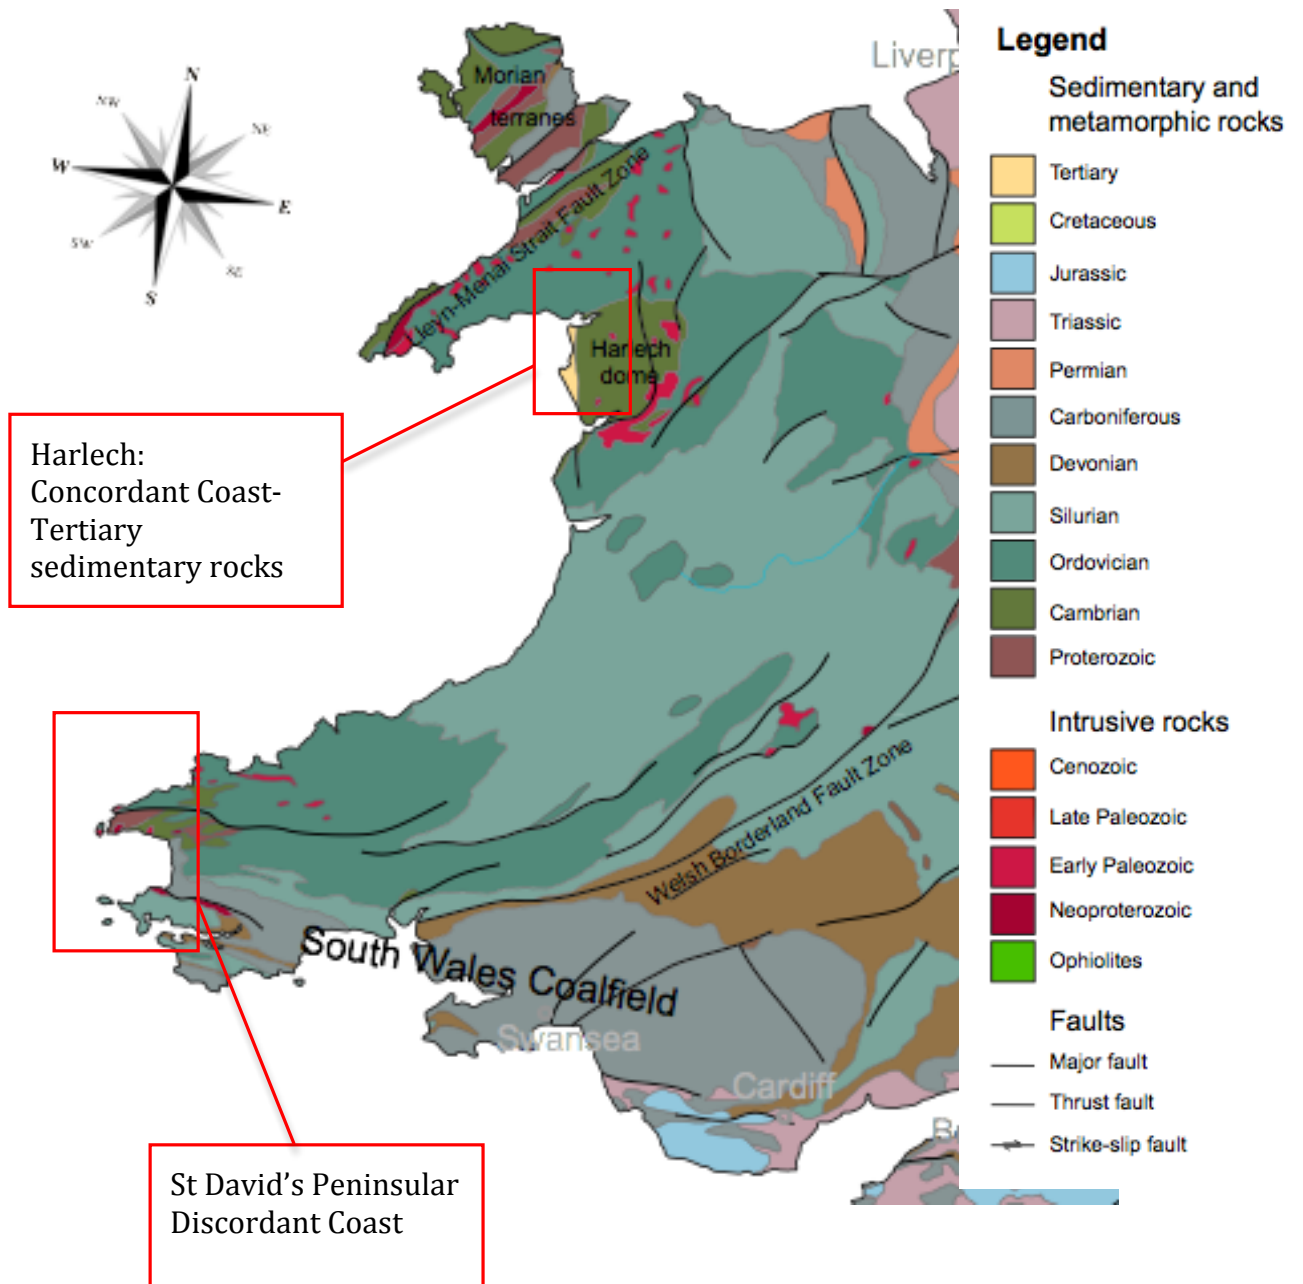 N
NE
E
SE
S
SW
W
NW
Liverp
Morian
terranes
Lleyn-Menai Strait Fault Zone
Harlech
dome
Harlech:
Concordant Coast-
Tertiary
sedimentary rocks
Welsh Borderland Fault Zone
South Wales Coalfield
Swansea
Cardiff
B
St David’s Peninsular
Discordant Coast
Legend
Sedimentary and
metamorphic rocks
Tertiary
Cretaceous
Jurassic
Triassic
Permian
Carboniferous
Devonian
Silurian
Ordovician
Cambrian
Proterozoic
Intrusive rocks
Cenozoic
Late Paleozoic
Early Paleozoic
Neoproterozoic
Ophiolites
Faults
Major fault
Thrust fault
Strike-slip fault